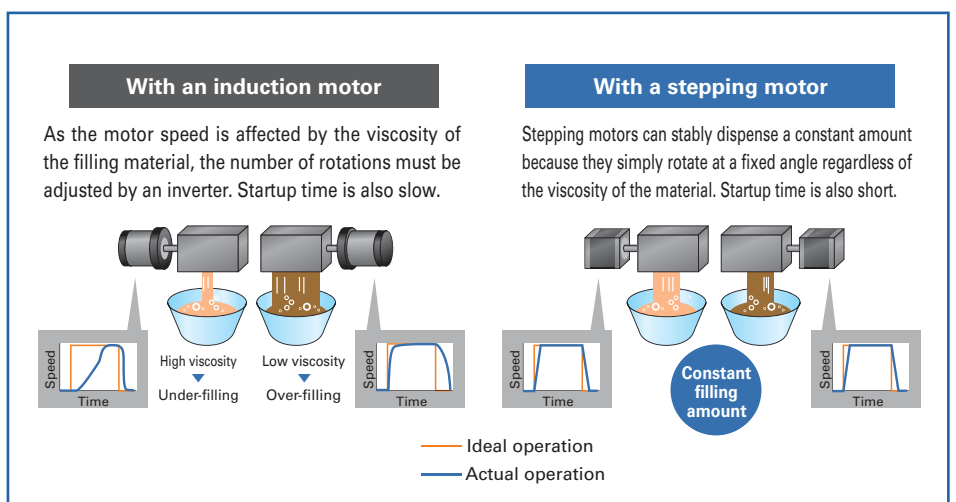 With an induction motor
As the motor speed is affected by the viscosity of
the filling material, the number of rotations must be
adjusted by an inverter. Startup time is also slow.
Speed
Time
High viscosity
Under-filling
Low viscosity
Over-filling
Speed
Time
With a stepping motor
Stepping motors can stably dispense a constant amount
because they simply rotate at a fixed angle regardless of
the viscosity of the material. Startup time is also short.
Speed
Time
Constant
filling
amount
Speed
Time
Ideal operation
Actual operation